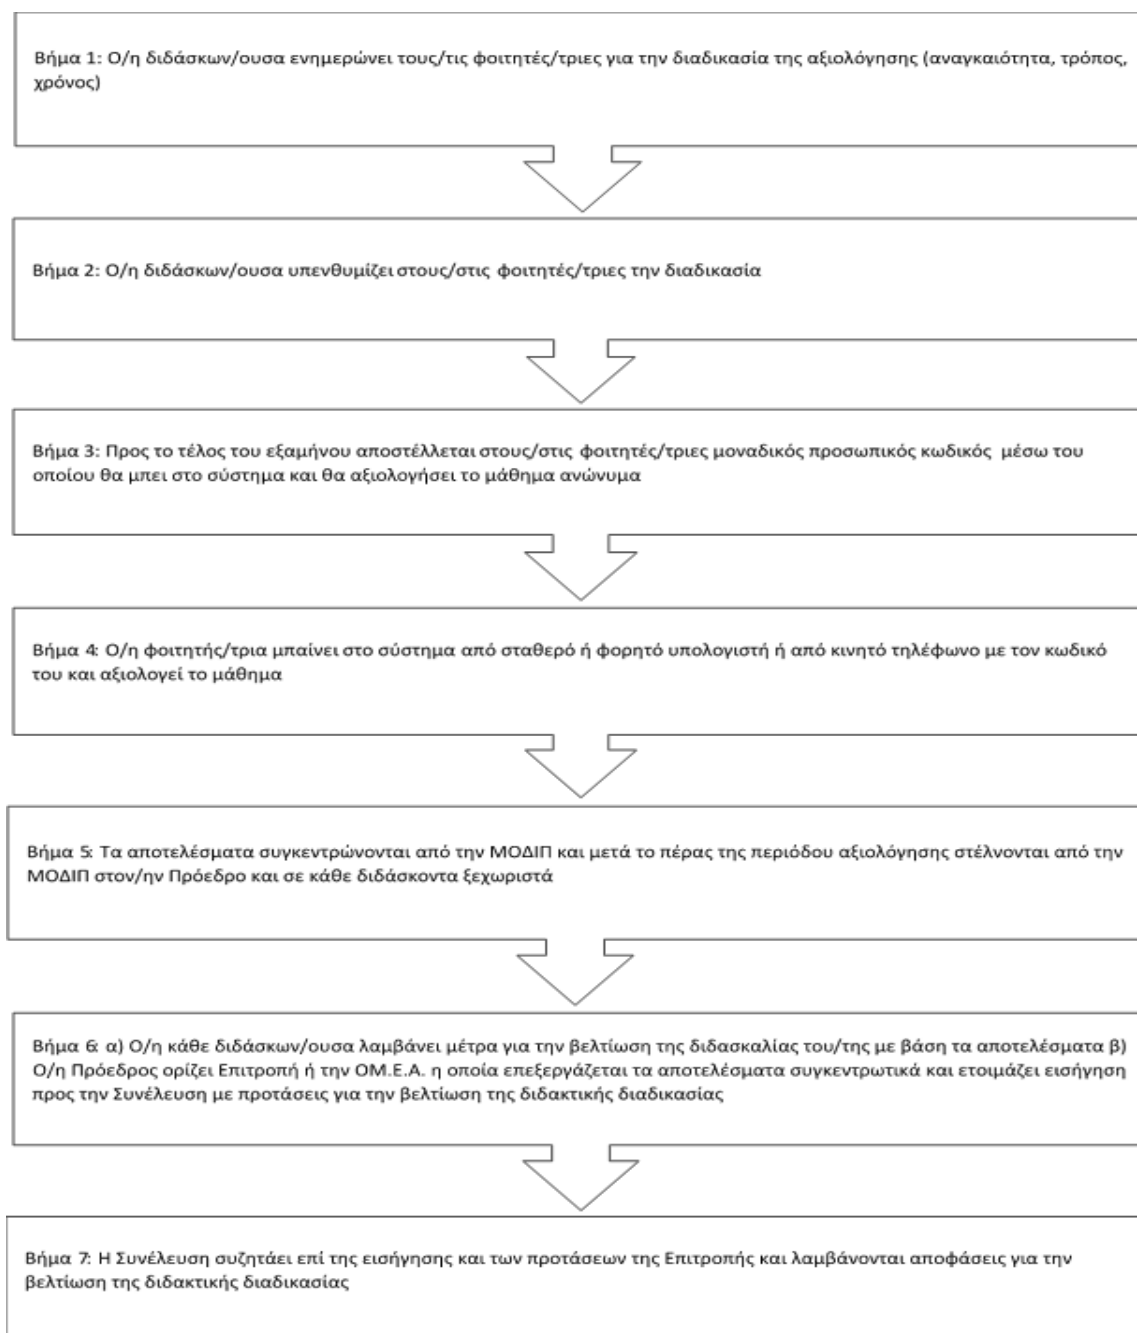 Βήμα 1: Ο/η διδάσκων/ουσα ενημερώνει τους/τις φοιτητές/τριες για την διαδικασία της αξιολόγησης (αναγκαιότητα, τρόπος,
χρόνος)
Βήμα 2: Ο/η διδάσκων/ουσα υπενθυμίζει στους/στις φοιτητές/τριες την διαδικασία
Βήμα 3: Προς το τέλος του εξαμήνου αποστέλλεται στους/στις φοιτητές/τριες μοναδικός προσωπικός κωδικός μέσω του
οποίου θα μπει στο σύστημα και θα αξιολογήσει το μάθημα ανώνυμα
Βήμα 4: Ο/η φοιτητής/τρια μπαίνει στο σύστημα από σταθερό ή φορητό υπολογιστή ή από κινητό τηλέφωνο με τον κωδικό
του και αξιολογεί το μάθημα
Βήμα 5: Τα αποτελέσματα συγκεντρώνονται από την ΜΟΔΙΠ και μετά το πέρας της περιόδου αξιολόγησης στέλνονται από την
ΜΟΔΙΠ στον/ην Πρόεδρο και σε κάθε διδάσκοντα ξεχωριστά
Βήμα 6: α) Ο/η κάθε διδάσκων/ουσα λαμβάνει μέτρα για την βελτίωση της διδασκαλίας του/της με βάση τα αποτελέσματα β)
Ο/η Πρόεδρος ορίζει Επιτροπή ή την ΟΜ.Ε.Α. η οποία επεξεργάζεται τα αποτελέσματα συγκεντρωτικά και ετοιμάζει εισήγηση
προς την Συνέλευση με προτάσεις για την βελτίωση της διδακτικής διαδικασίας
Βήμα 7: Η Συνέλευση συζητάει επί της εισήγησης και των προτάσεων της Επιτροπής και λαμβάνονται αποφάσεις για την
βελτίωση της διδακτικής διαδικασίας